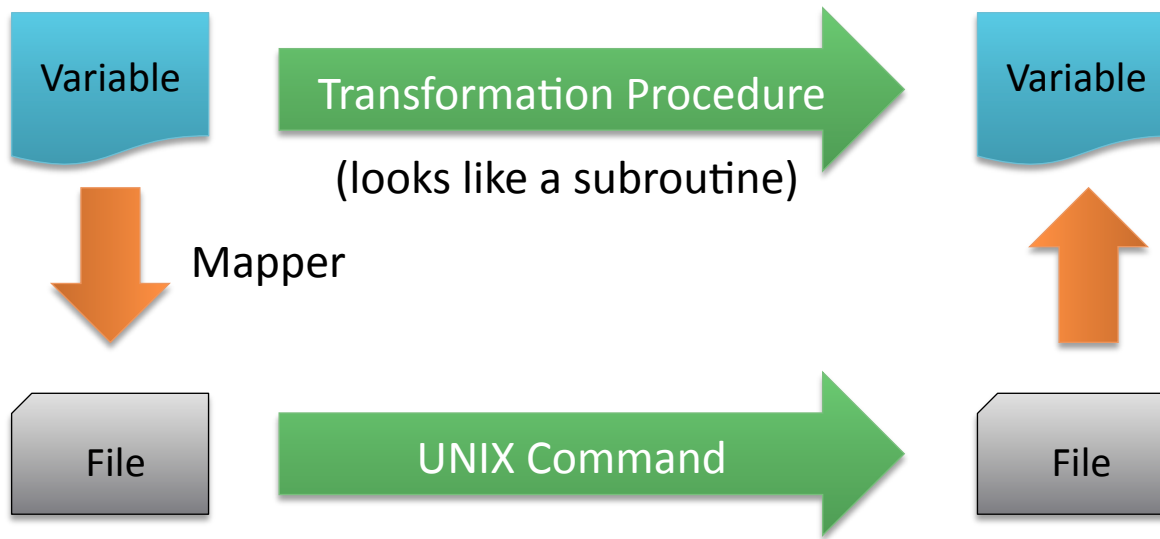 Variable
Transformation Procedure
Variable
(looks like a subroutine)
Mapper
File
UNIX Command
File